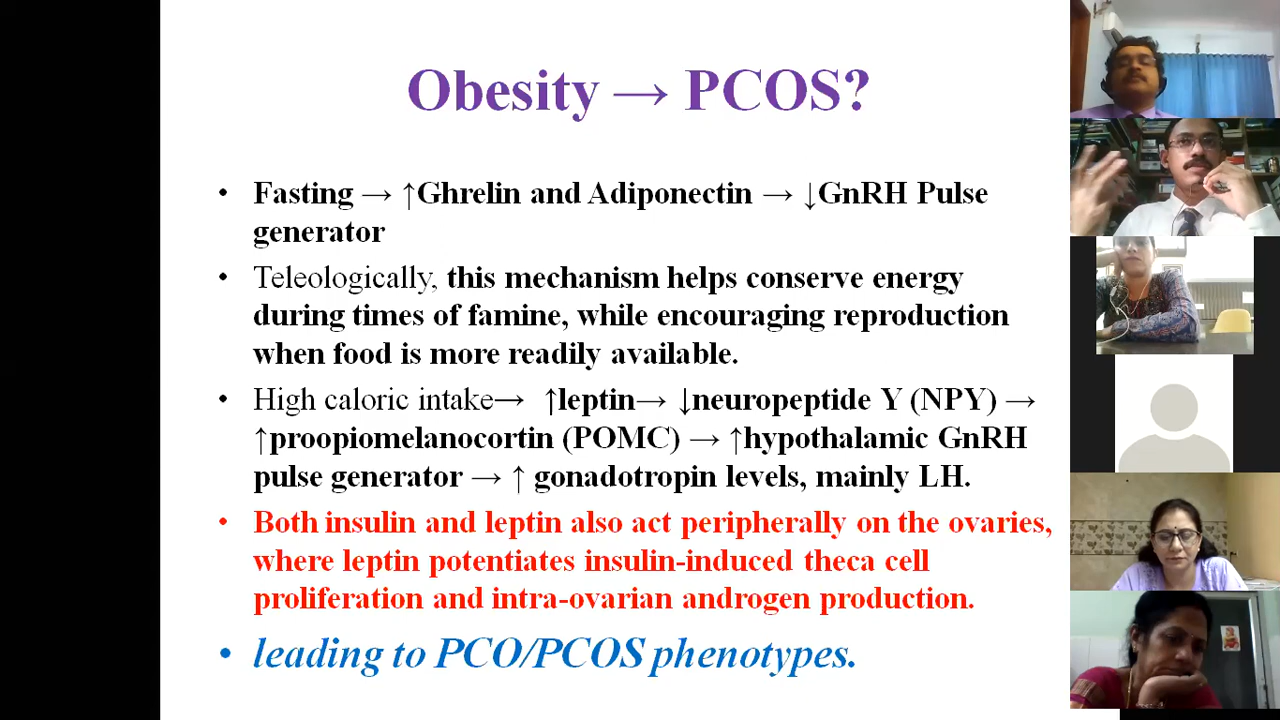 Obesity → PCOS?
• Fasting → ↑Ghrelin and Adiponectin → ↓GnRH Pulse
generator
• Teleologically, this mechanism helps conserve energy
during times of famine, while encouraging reproduction
when food is more readily available.
• High caloric intake→ ↑leptin→ ↓neuropeptide Y (NPY) →
↑proopiomelanocortin (POMC) → ↑hypothalamic GnRH
pulse generator → ↑ gonadotropin levels, mainly LH.
• Both insulin and leptin also act peripherally on the ovaries,
where leptin potentiates insulin-induced theca cell
proliferation and intra-ovarian androgen production.
• leading to PCO/PCOS phenotypes.